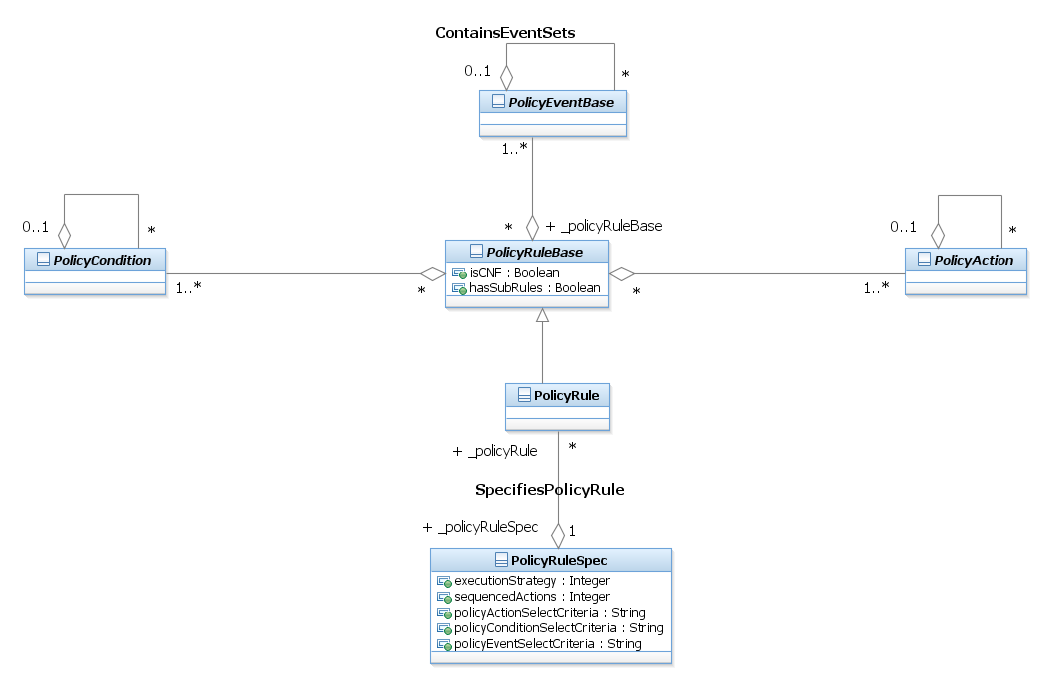 ContainsEventSets
0..1
*
PolicyEventBase
1..*
* + _policyRuleBase
0..1
*
PolicyCondition
1..*
*
PolicyRuleBase
isCNF : Boolean
hasSubRules : Boolean
0..1
*
PolicyAction
*
1..*
PolicyRule
+ _policyRule
*
SpecifiesPolicyRule
+ _policyRuleSpec
1
PolicyRuleSpec
executionStrategy : Integer
sequencedActions : Integer
policyActionSelectCriteria : String
policyConditionSelectCriteria : String
policyEventSelectCriteria : String